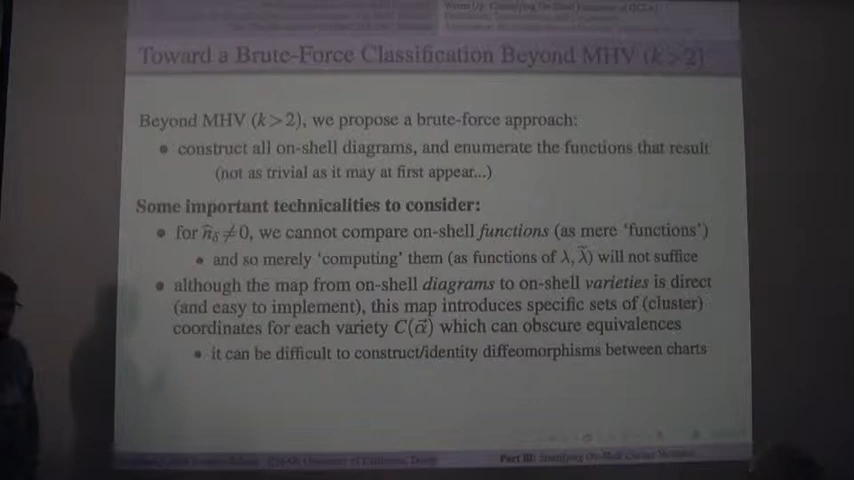 Toward a Brute-Force Classification Beyond MHV (k>2)
Beyond MHV (k>2), we propose a brute-force approach:
• construct all on-shell diagrams, and enumerate the functions that result
(not as trivial as it may at first appear...)
Some important technicalities to consider:
• for n̂_δ≠0, we cannot compare on-shell functions (as mere ‘functions’)
• and so merely ‘computing’ them (as functions of λ, λ̃) will not suffice
• although the map from on-shell diagrams to on-shell varieties is direct
(and easy to implement), this map introduces specific sets of (cluster)
coordinates for each variety C(α⃗) which can obscure equivalences
• it can be difficult to construct/identity diffeomorphisms between charts
Part III: